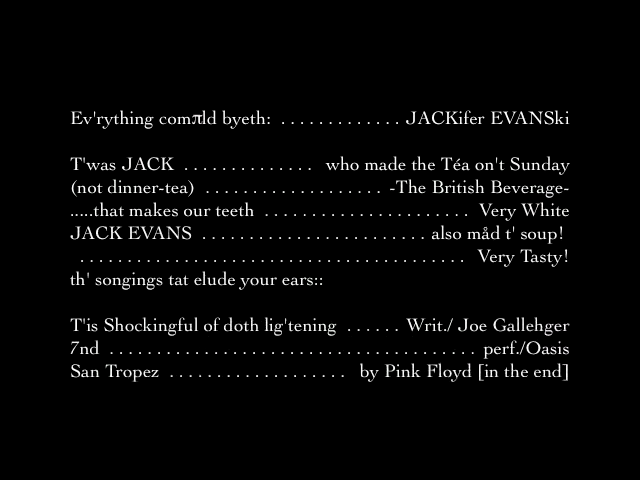 Ev'rything comπld byeth: . . . . . . . . . . . . . JACKifer EVANSki
T'was JACK . . . . . . . . . . . . . . who made the Téa on't Sunday
(not dinner-tea) . . . . . . . . . . . . . . . . . . . -The British Beverage-
.....that makes our teeth . . . . . . . . . . . . . . . . . . . . . . Very White
JACK EVANS . . . . . . . . . . . . . . . . . . . . . . . . also måd t' soup!
. . . . . . . . . . . . . . . . . . . . . . . . . . . . . . . . . . . . . . . . . Very Tasty!
th' songings tat elude your ears::
T'is Shockingful of doth lig'tening . . . . . . Writ./ Joe Gallehger
7nd . . . . . . . . . . . . . . . . . . . . . . . . . . . . . . . . . . . . . . . perf./Oasis
San Tropez . . . . . . . . . . . . . . . . . . . by Pink Floyd [in the end]